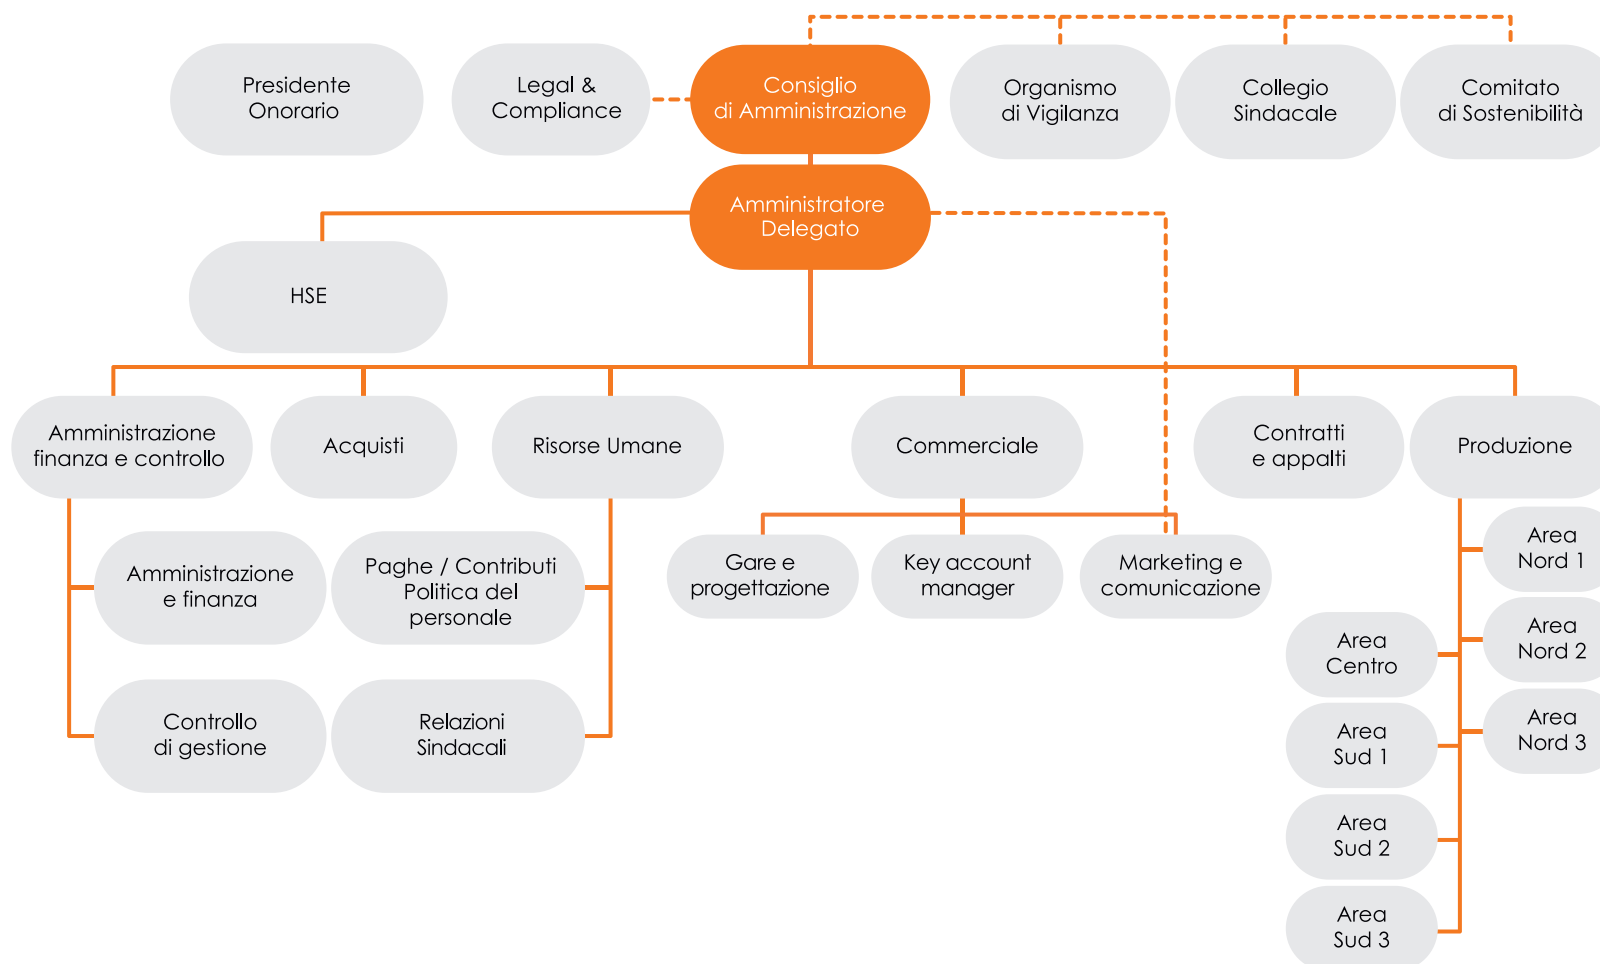 Presidente
Onorario
Legal &
Compliance
Consiglio
di Amministrazione
Organismo
di Vigilanza
Collegio
Sindacale
Comitato
di Sostenibilità
Amministratore
Delegato
HSE
Amministrazione
finanza e controllo
Acquisti
Risorse Umane
Commerciale
Contratti
e appalti
Produzione
Amministrazione
e finanza
Paghe / Contributi
Politica del
personale
Gare e
progettazione
Key account
manager
Marketing e
comunicazione
Area
Nord 1
Area
Nord 2
Area
Centro
Area
Nord 3
Controllo
di gestione
Relazioni
Sindacali
Area
Sud 1
Area
Sud 2
Area
Sud 3